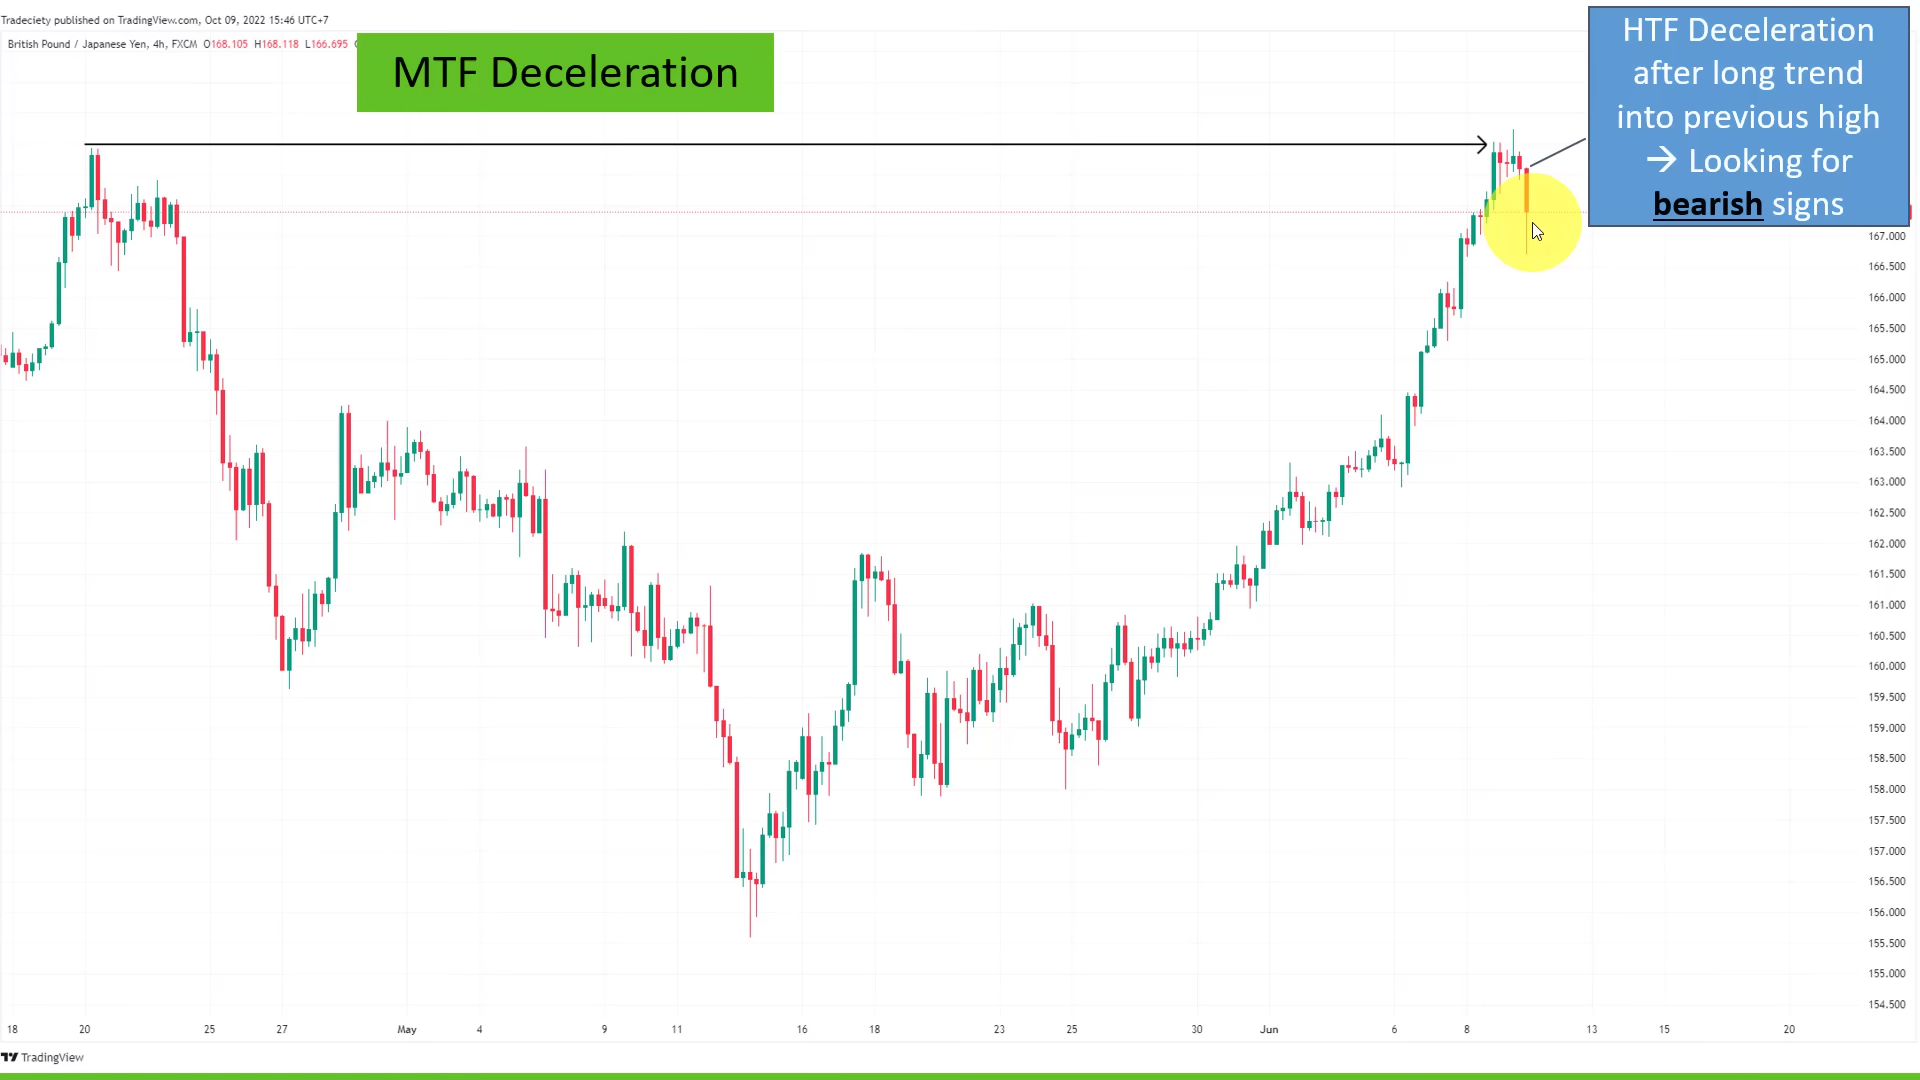 Tradeciety published on TradingView.com, Oct 09, 2022 15:46 UTC+7
British Pound / Japanese Yen, 4h, FXCM O168.105 H168.118 L166.695
MTF Deceleration
HTF Deceleration
after long trend
into previous high
→ Looking for
bearish signs
167.000
166.500
166.000
165.500
165.000
164.500
164.000
163.500
163.000
162.500
162.000
161.500
161.000
160.500
160.000
159.500
159.000
158.500
158.000
157.500
157.000
156.500
156.000
155.500
155.000
154.500
18 20 25 27 May 4 9 11 16 18 23 25 30 Jun 6 8 13 15 20
TradingView